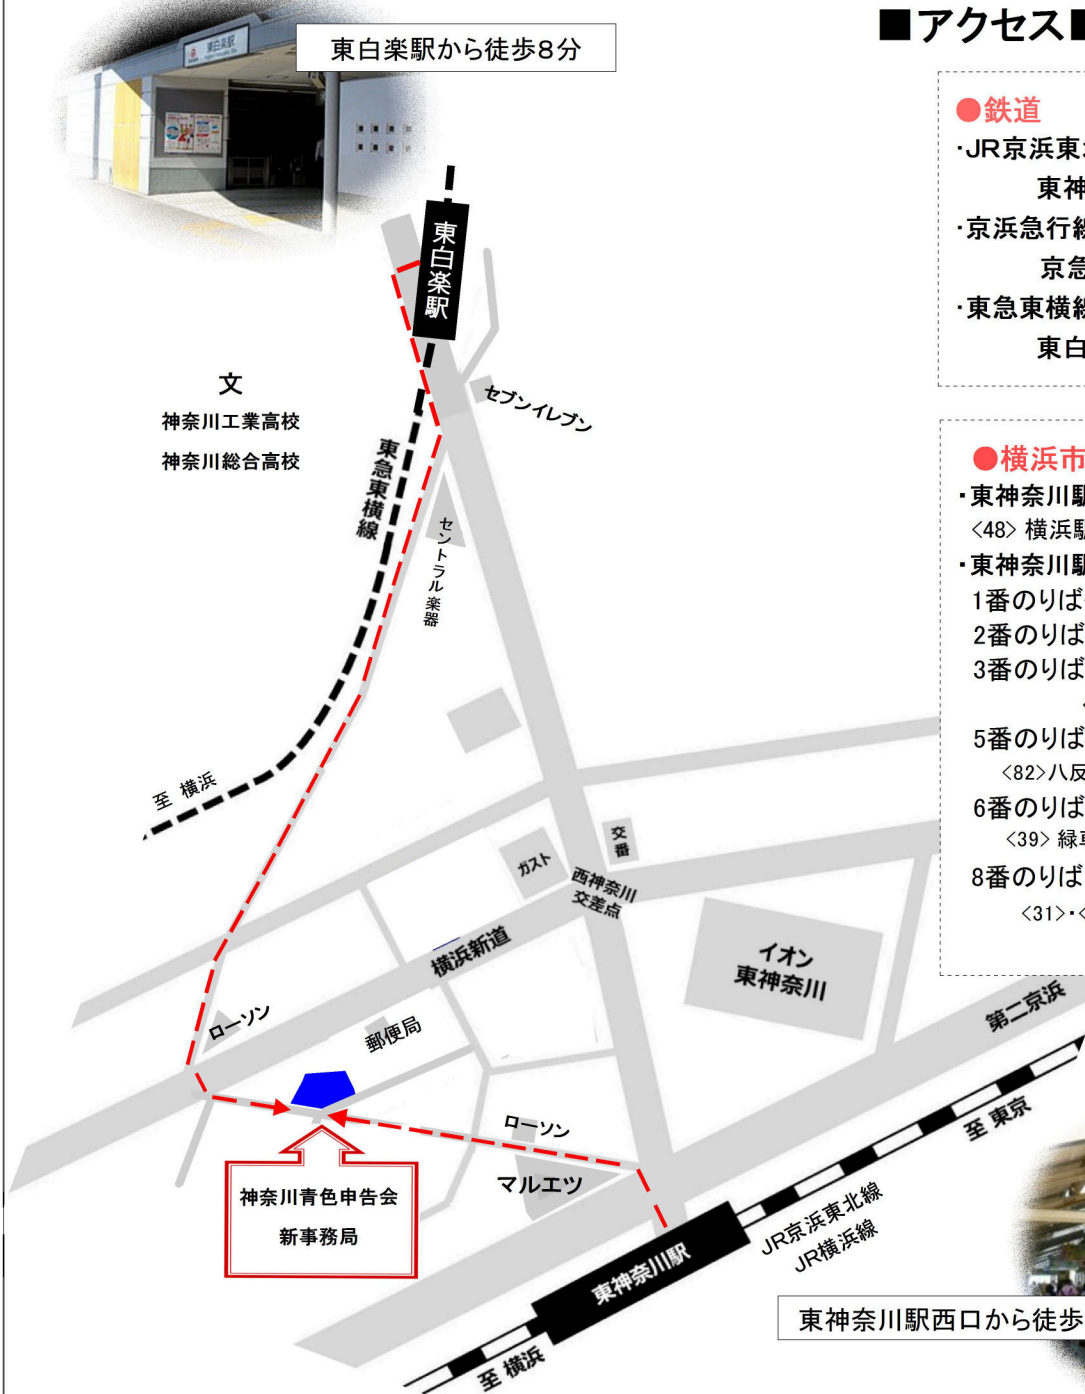 ■アクセス■
東白楽駅
東白楽駅から徒歩8分
●鉄道
・JR京浜東
東神
・京浜急行線
京急
・東急東横線
東白
東白楽駅
文
神奈川工業高校
神奈川総合高校
セブンイレブン
東急東横線
セントラル楽器
●横浜市
・東神奈川駅
<48> 横浜駅
・東神奈川駅
1番のりば
2番のりば
3番のりば
<
5番のりば
<82>八反
6番のりば
<39> 緑車
8番のりば
<31>・<
至 横浜
交番
ガスト
西神奈川
交差点
横浜新道
イオン
東神奈川
第二京浜
ローソン
郵便局
至 東京
ローソン
マルエツ
神奈川青色申告会
新事務局
JR京浜東北線
JR横浜線
東神奈川駅
東神奈川駅西口から徒歩
至 横浜